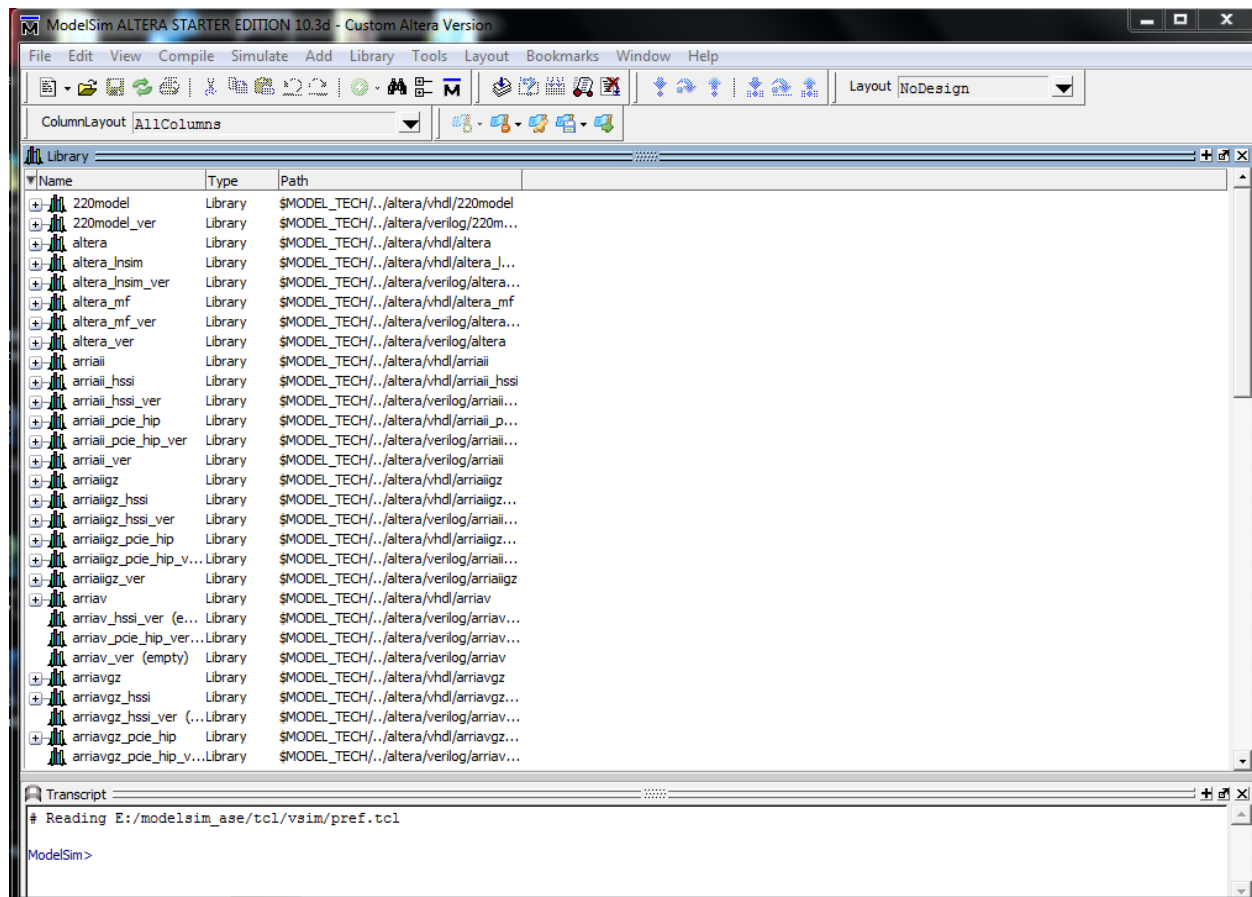 ModelSim ALTERA STARTER EDITION 10.3d - Custom Altera Version
File Edit View Compile Simulate Add Library Tools Layout Bookmarks Window Help
Layout NoDesign
ColumnLayout AllColumns
Library
Name Type Path
220model Library $MODEL_TECH/../altera/vhdl/220model
220model_ver Library $MODEL_TECH/../altera/verilog/220m...
altera Library $MODEL_TECH/../altera/vhdl/altera
altera_lnsim Library $MODEL_TECH/../altera/vhdl/altera_l...
altera_lnsim_ver Library $MODEL_TECH/../altera/verilog/altera...
altera_mf Library $MODEL_TECH/../altera/vhdl/altera_mf
altera_mf_ver Library $MODEL_TECH/../altera/verilog/altera...
altera_ver Library $MODEL_TECH/../altera/verilog/altera
arriaii Library $MODEL_TECH/../altera/vhdl/arriaii
arriaii_hssi Library $MODEL_TECH/../altera/vhdl/arriaii_hssi
arriaii_hssi_ver Library $MODEL_TECH/../altera/verilog/arriaii...
arriaii_pcie_hip Library $MODEL_TECH/../altera/vhdl/arriaii_p...
arriaii_pcie_hip_ver Library $MODEL_TECH/../altera/verilog/arriaii...
arriaii_ver Library $MODEL_TECH/../altera/verilog/arriaii
arriaiigz Library $MODEL_TECH/../altera/vhdl/arriaiigz
arriaiigz_hssi Library $MODEL_TECH/../altera/vhdl/arriaiigz...
arriaiigz_hssi_ver Library $MODEL_TECH/../altera/verilog/arriaii...
arriaiigz_pcie_hip Library $MODEL_TECH/../altera/vhdl/arriaiigz...
arriaiigz_pcie_hip_v... Library $MODEL_TECH/../altera/verilog/arriaii...
arriaiigz_ver Library $MODEL_TECH/../altera/verilog/arriaiigz
arriav Library $MODEL_TECH/../altera/vhdl/arriav
arriav_hssi_ver (e... Library $MODEL_TECH/../altera/verilog/arriav...
arriav_pcie_hip_ver... Library $MODEL_TECH/../altera/verilog/arriav...
arriav_ver (empty) Library $MODEL_TECH/../altera/verilog/arriav
arriavgz Library $MODEL_TECH/../altera/vhdl/arriavgz
arriavgz_hssi Library $MODEL_TECH/../altera/vhdl/arriavgz...
arriavgz_hssi_ver (... Library $MODEL_TECH/../altera/verilog/arriav...
arriavgz_pcie_hip Library $MODEL_TECH/../altera/vhdl/arriavgz...
arriavgz_pcie_hip_v... Library $MODEL_TECH/../altera/verilog/arriav...
Transcript
# Reading E:/modelsim_ase/tcl/vsim/pref.tcl
ModelSim>